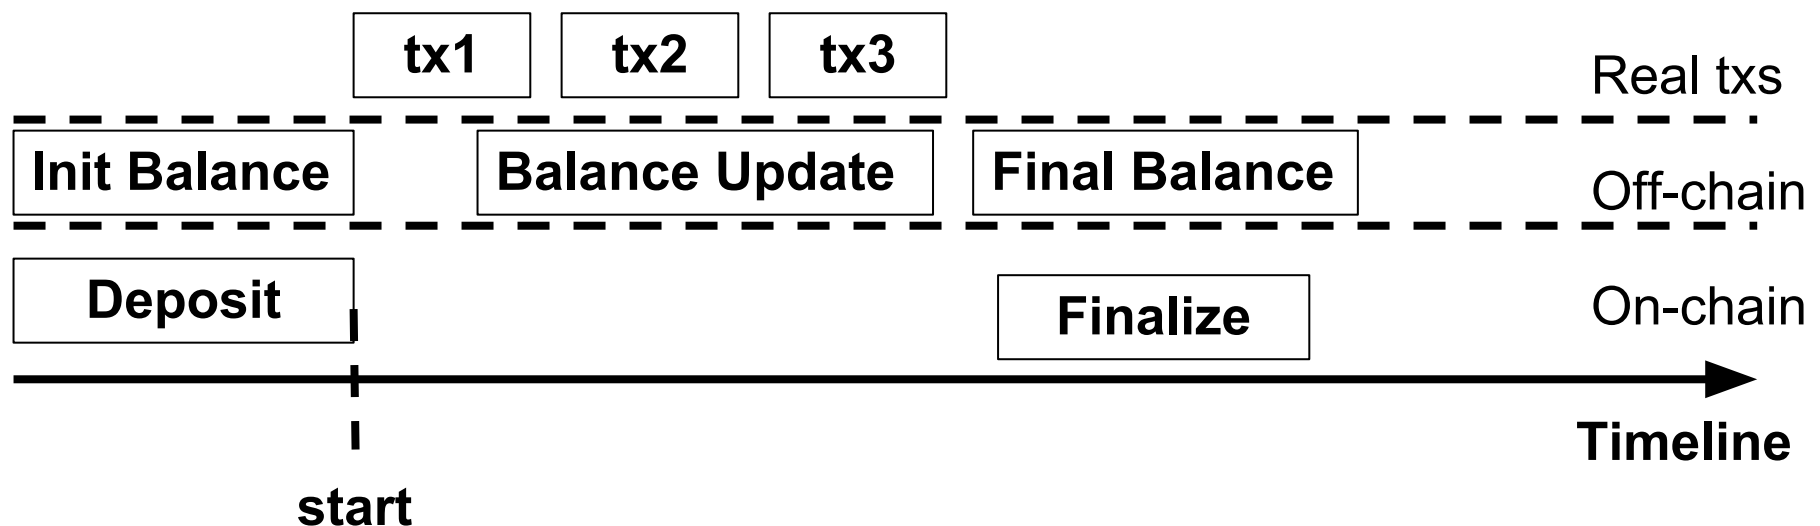 tx1 tx2 tx3 Real txs
Init Balance Balance Update Final Balance Off-chain
Deposit Finalize On-chain
Timeline
start